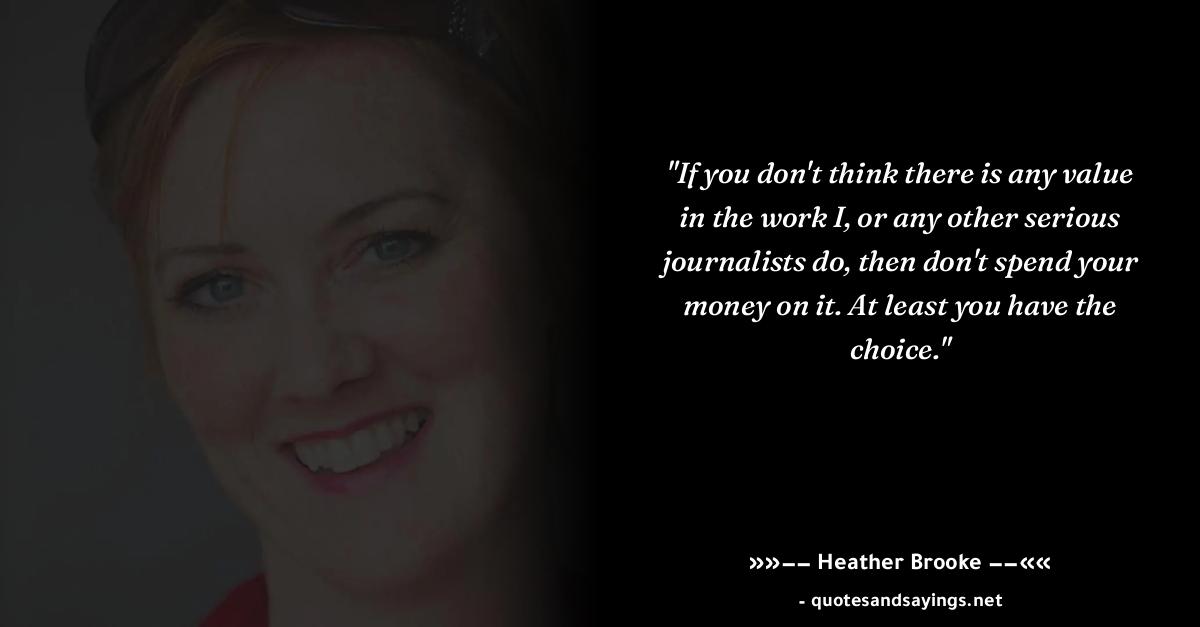 "If you don't think there is any value
in the work I, or any other serious
journalists do, then don't spend your
money on it. At least you have the
choice."
»»−− Heather Brooke −−««
- quotesandsayings.net